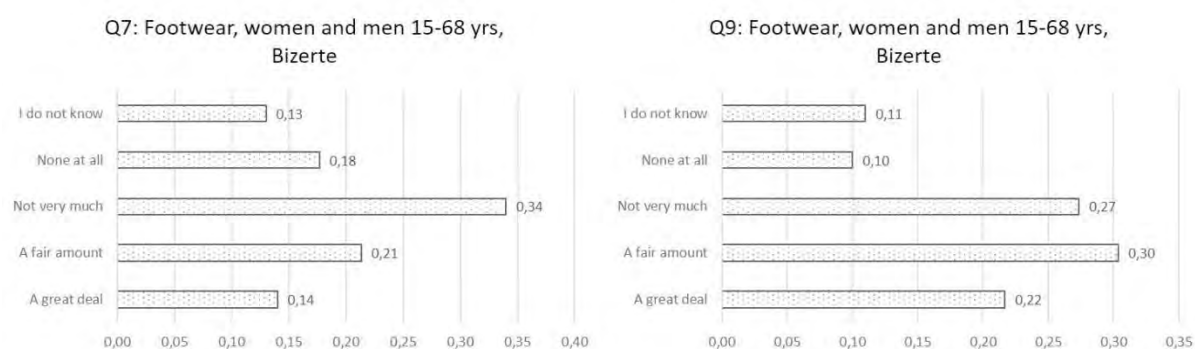 Q7: Footwear, women and men 15-68 yrs,
Bizerte
I do not know
0,13
None at all
0,18
Not very much
0,34
A fair amount
0,21
A great deal
0,14
0,00 0,05 0,10 0,15 0,20 0,25 0,30 0,35 0,40
Q9: Footwear, women and men 15-68 yrs,
Bizerte
I do not know
0,11
None at all
0,10
Not very much
0,27
A fair amount
0,30
A great deal
0,22
0,00 0,05 0,10 0,15 0,20 0,25 0,30 0,35